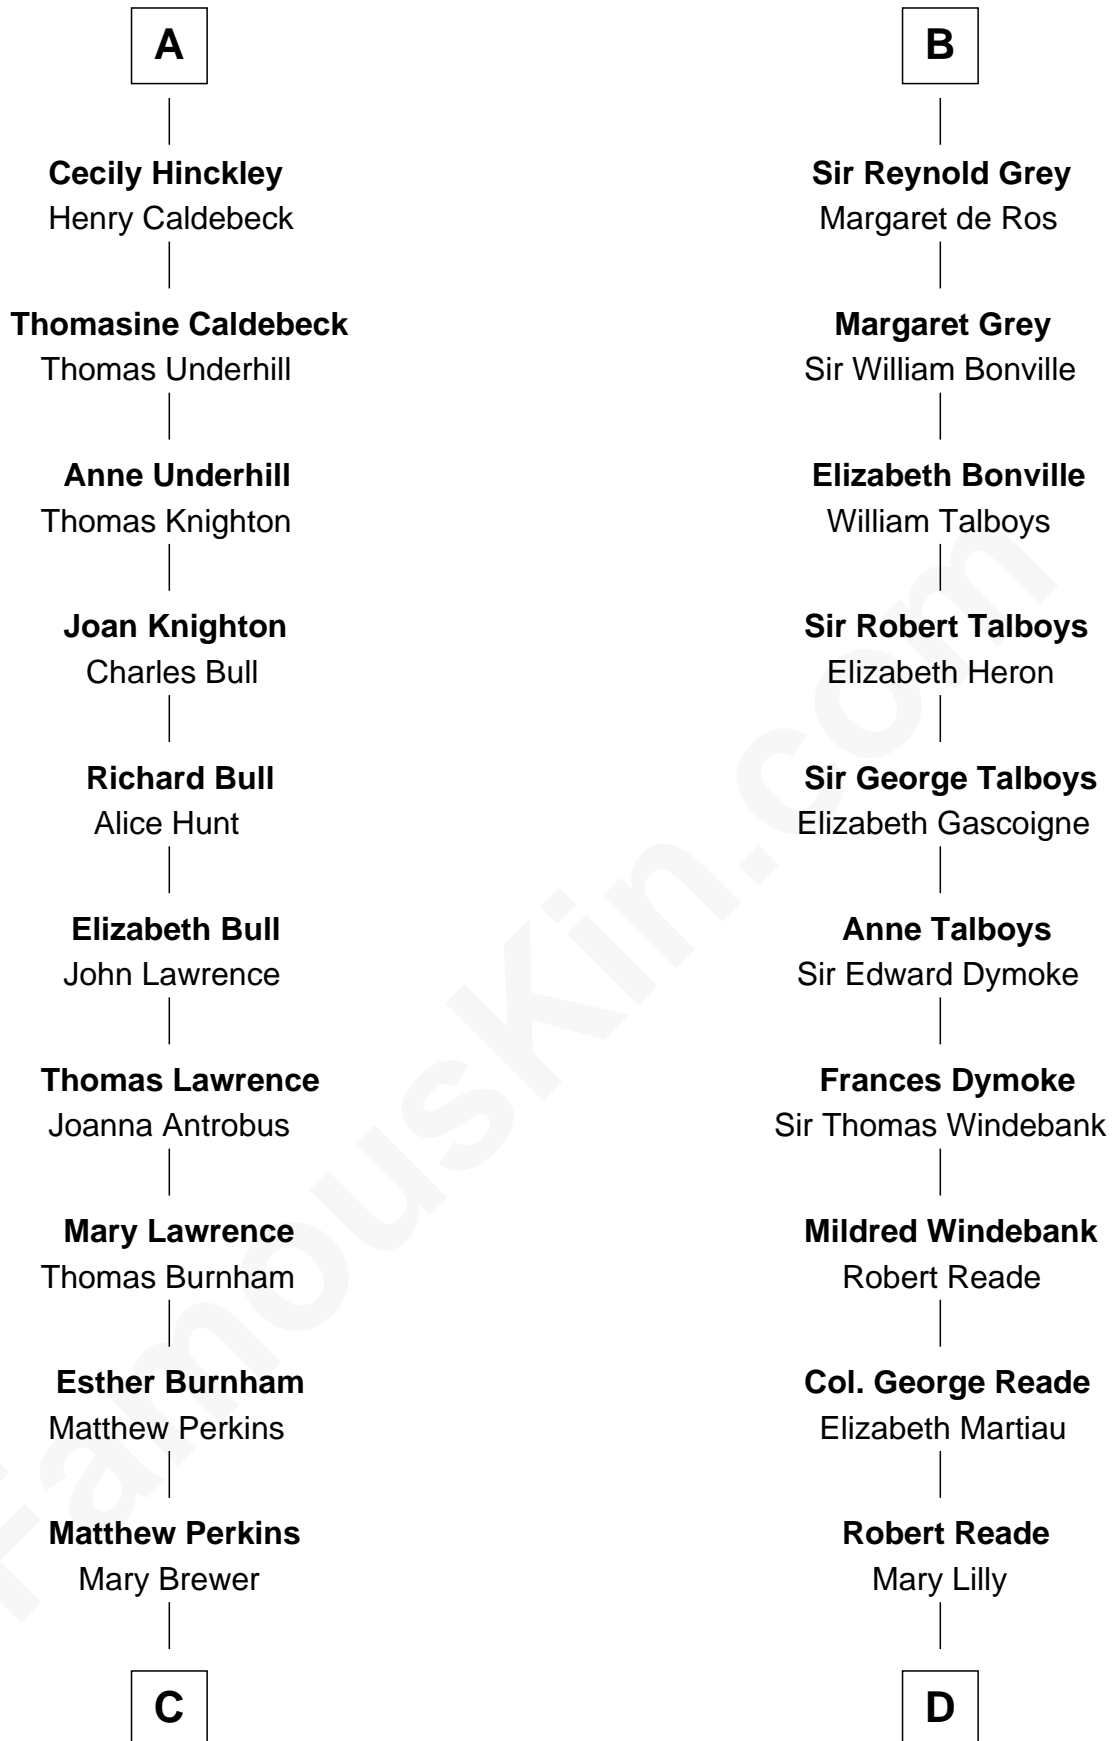 A
Cecily Hinckley
Henry Caldebeck
Thomasine Caldebeck
Thomas Underhill
Anne Underhill
Thomas Knighton
Joan Knighton
Charles Bull
Richard Bull
Alice Hunt
Elizabeth Bull
John Lawrence
Thomas Lawrence
Joanna Antrobus
Mary Lawrence
Thomas Burnham
Esther Burnham
Matthew Perkins
Matthew Perkins
Mary Brewer
C
B
Sir Reynold Grey
Margaret de Ros
Margaret Grey
Sir William Bonville
Elizabeth Bonville
William Talboys
Sir Robert Talboys
Elizabeth Heron
Sir George Talboys
Elizabeth Gascoigne
Anne Talboys
Sir Edward Dymoke
Frances Dymoke
Sir Thomas Windebank
Mildred Windebank
Robert Reade
Col. George Reade
Elizabeth Martiau
Robert Reade
Mary Lilly
D
FamousKin.com